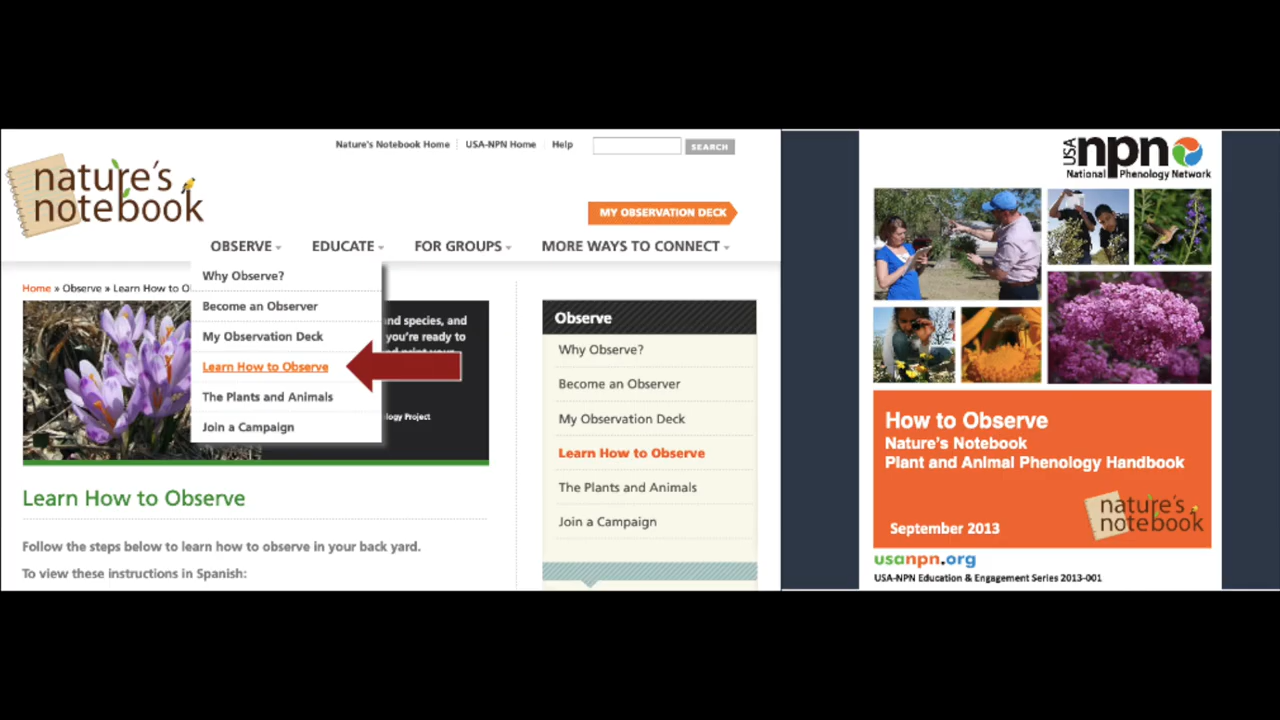 Nature's Notebook Home
USA-NPN Home
Help
SEARCH
nature's
notebook
MY OBSERVATION DECK
OBSERVE
EDUCATE
FOR GROUPS
MORE WAYS TO CONNECT
Why Observe?
Become an Observer
My Observation Deck
Learn How to Observe
The Plants and Animals
Join a Campaign
Home » Observe » Learn How to O
nd species, and
you're ready to
ology Project
Learn How to Observe
Follow the steps below to learn how to observe in your back yard.
To view these instructions in Spanish:
Observe
Why Observe?
Become an Observer
My Observation Deck
Learn How to Observe
The Plants and Animals
Join a Campaign
USA npn
National Phenology Network
How to Observe
Nature's Notebook
Plant and Animal Phenology Handbook
nature's
notebook
September 2013
usanpn.org
USA-NPN Education & Engagement Series 2013-001